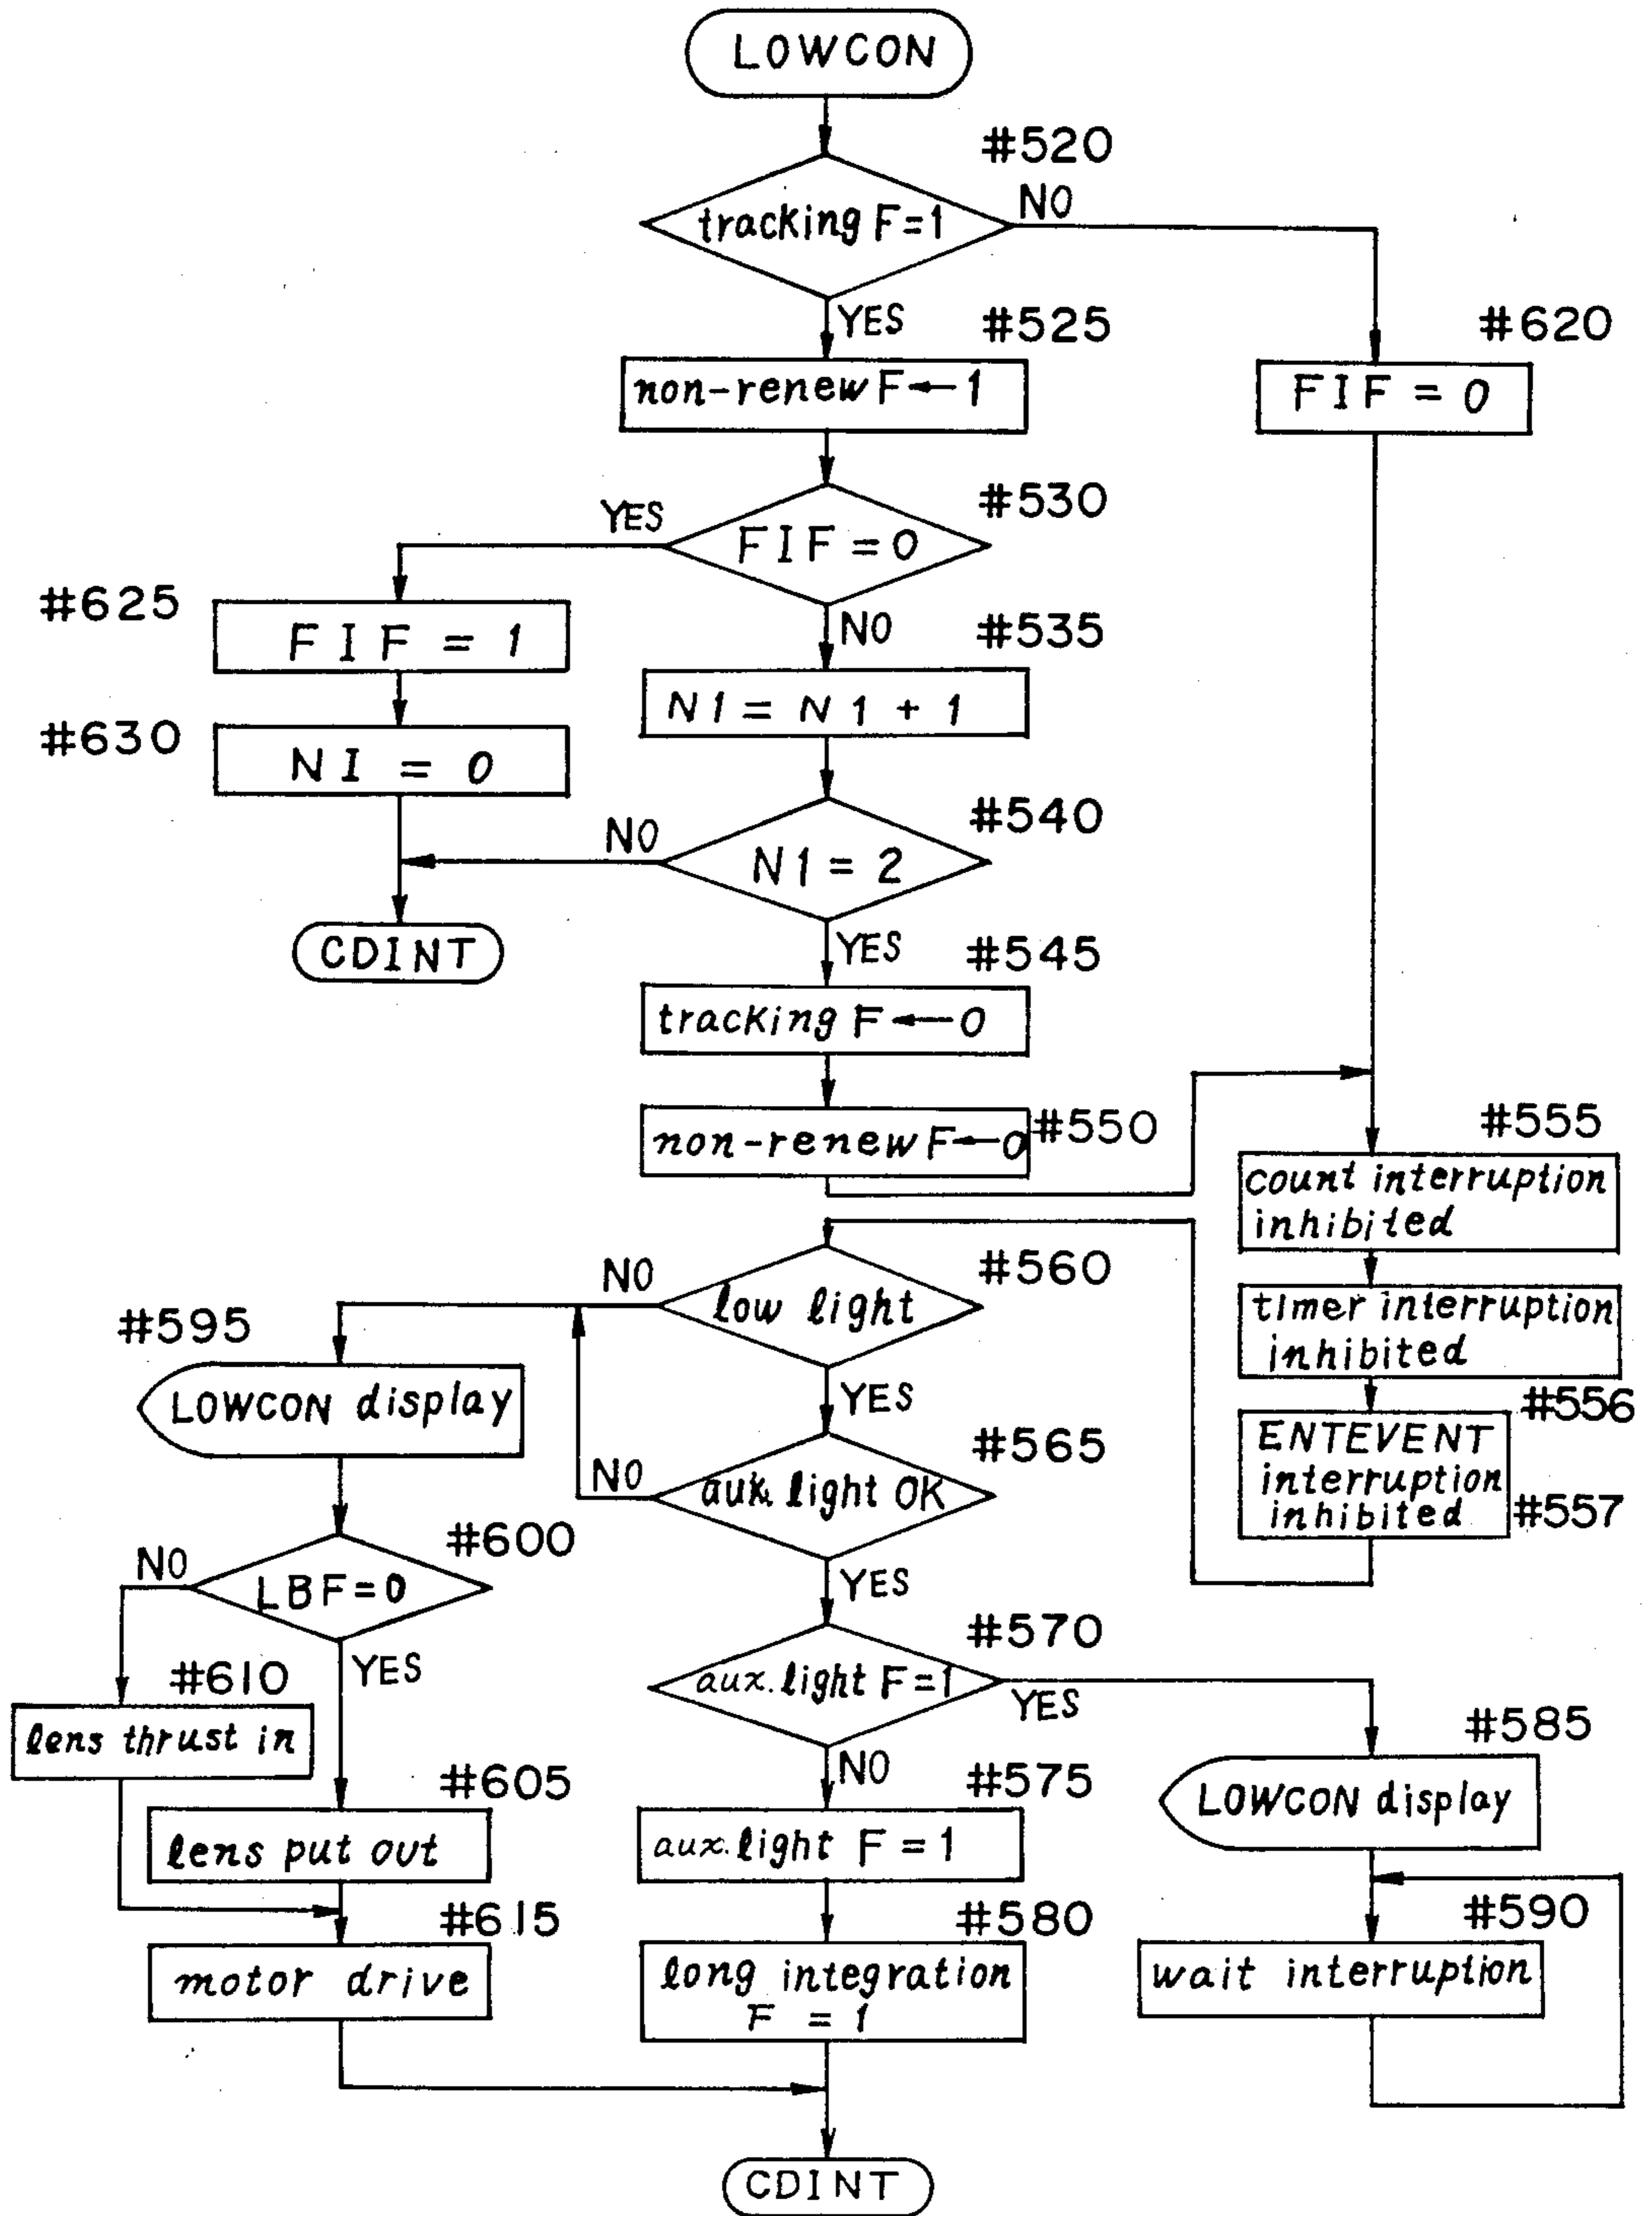 LOWCON
#520
tracking F=1
NO
YES
#525
#620
non-renew F←1
FIF = 0
#530
YES
FIF = 0
#625
NO
#535
FIF = 1
N1 = N1 + 1
#630
NI = 0
#540
NO
N1 = 2
CDINT
YES
#545
tracking F←0
non-renew F←0
#550
#555
count interruption
inhibited
#560
NO
low light
timer interruption
inhibited
#595
LOWCON display
YES
#556
#565
ENTEVENT
interruption
inhibited
#557
NO
aux. light OK
#600
NO
LBF=0
YES
#570
YES
#610
aux. light F=1
YES
lens thrust in
#585
NO
#605
#575
LOWCON display
lens put out
aux. light F = 1
#615
#580
#590
motor drive
long integration
F = 1
wait interruption
CDINT